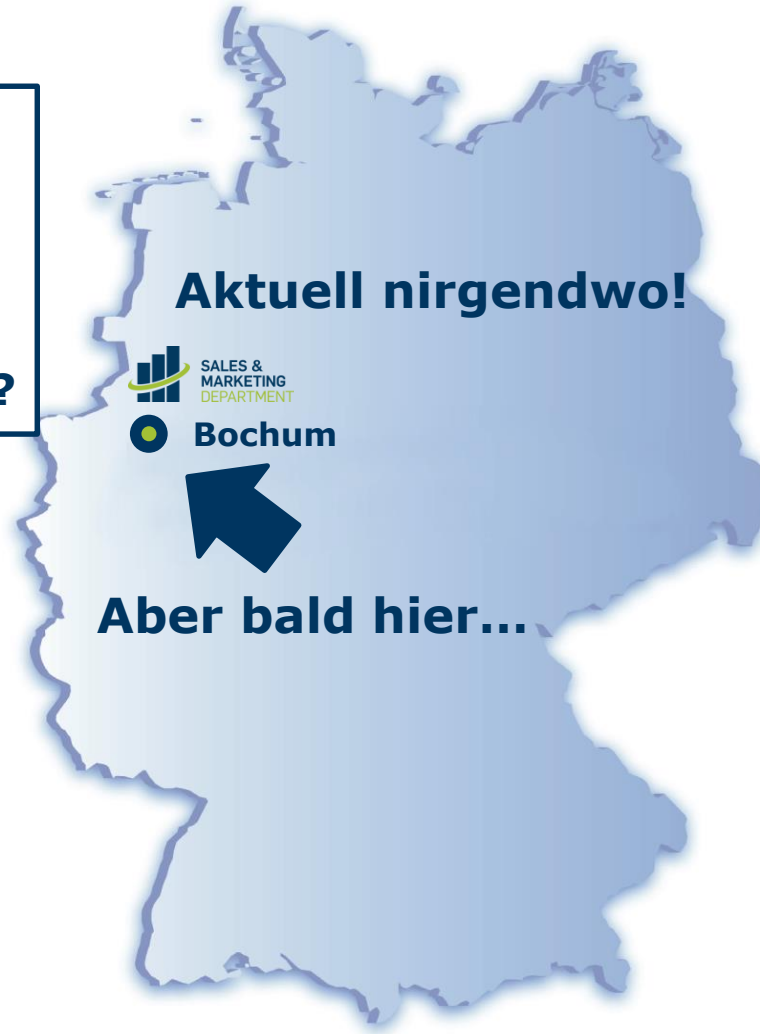 ?
Aktuell nirgendwo!
SALES &
MARKETING
DEPARTMENT
Bochum
Aber bald hier...